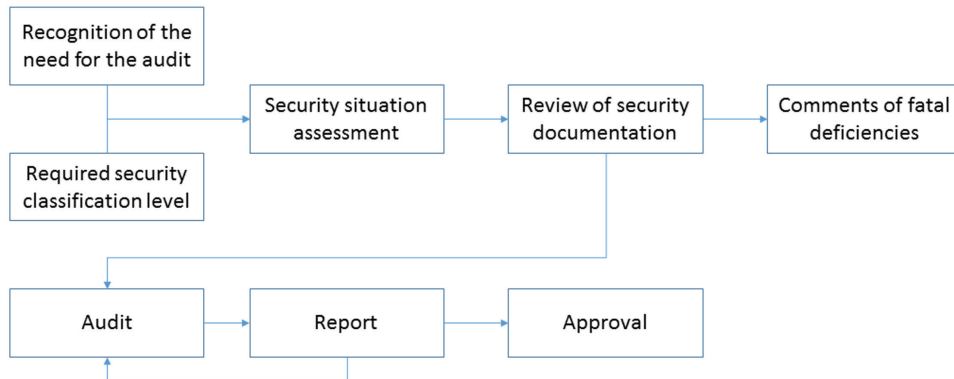 Recognition of the
need for the audit
Security situation
assessment
Review of security
documentation
Comments of fatal
deficiencies
Required security
classification level
Audit
Report
Approval